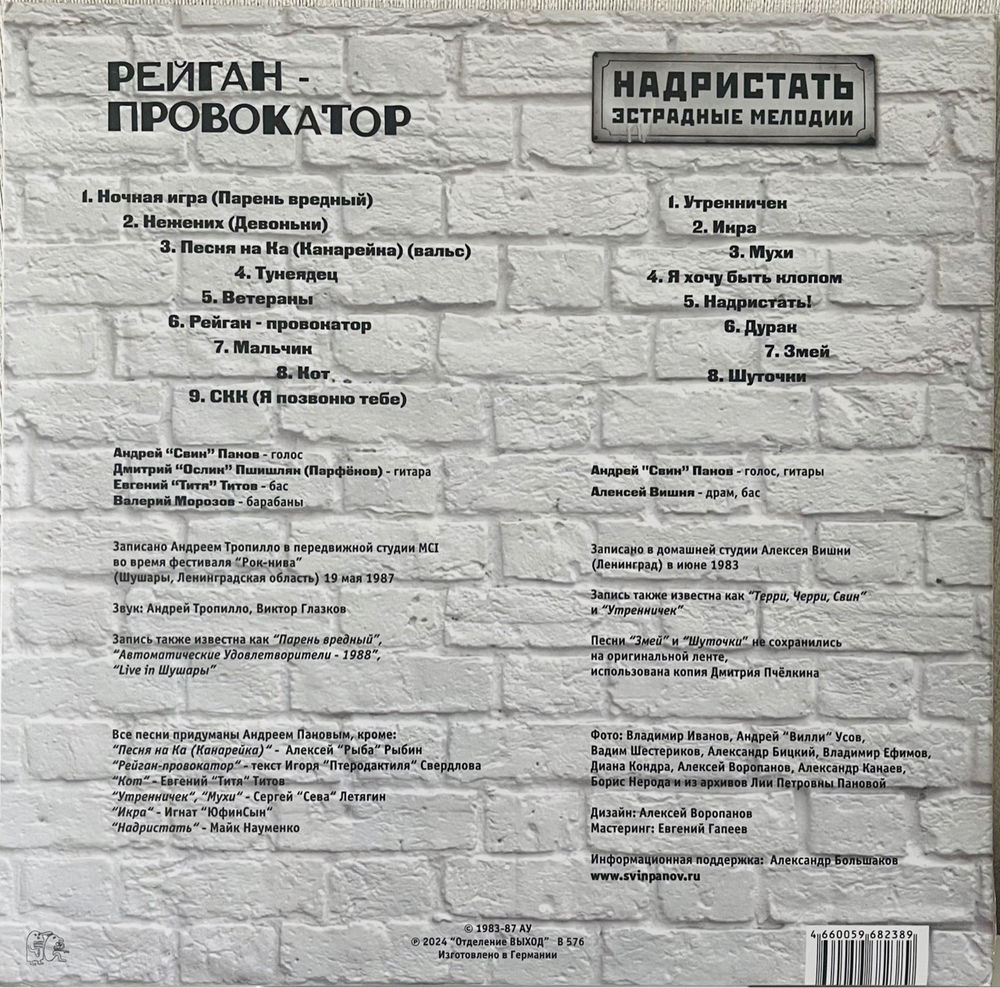 РЕЙГАН -
ПРОВОКАТОР
1. Ночная игра (Парень вредный)
2. Нежених (Девоньки)
3. Песня на Ка (Канарейка) (вальс)
4. Тунеядец
5. Ветераны
6. Рейган - провокатор
7. Мальчик
8. Кот
9. СКК (Я позвоню тебе)
Андрей "Свин" Панов - голос
Дмитрий "Ослик" Пшишляк (Парфёнов) - гитара
Евгений "Титя" Титов - бас
Валерий Морозов - барабаны
Записано Андреем Тропилло в передвижной студии MCI
во время фестиваля "Рок-нива"
(Шушары, Ленинградская область) 19 мая 1987
Звук: Андрей Тропилло, Виктор Глазков
Запись также известна как "Парень вредный",
"Автоматические Удовлетворители - 1988",
"Live in Шушары"
Все песни придуманы Андреем Пановым, кроме:
"Песня на Ка (Канарейка)" - Алексей "Рыба" Рыбин
"Рейган-провокатор" - текст Игоря "Птеродактиля" Свердлова
"Кот" - Евгений "Титя" Титов
"Утренничек", "Мухи" - Сергей "Сева" Летягин
"Икра" - Игнат "ЮфинСын"
"Надристать" - Майк Науменко
НАДРИСТАТЬ
ЭСТРАДНЫЕ МЕЛОДИИ
1. Утренничек
2. Икра
3. Мухи
4. Я хочу быть клопом
5. Надристать!
6. Дурак
7. Змей
8. Шуточки
Андрей "Свин" Панов - голос, гитары
Алексей Вишня - драм, бас
Записано в домашней студии Алексея Вишни
(Ленинград) в июне 1983
Запись также известна как "Терри, Черри, Свин"
и "Утренничек"
Песни "Змей" и "Шуточки" не сохранились
на оригинальной ленте,
использована копия Дмитрия Пчёлкина
Фото: Владимир Иванов, Андрей "Вилли" Усов,
Вадим Шестериков, Александр Бицкий, Владимир Ефимов,
Диана Кондра, Алексей Воропанов, Александр Канаев,
Борис Нерода и из архивов Лии Петровны Пановой
Дизайн: Алексей Воропанов
Мастеринг: Евгений Гапеев
Информационная поддержка: Александр Большаков
www.svinpanov.ru
© 1983-87 АУ
℗ 2024 "Отделение ВЫХОД" В 576
Изготовлено в Германии
4 660059 682389